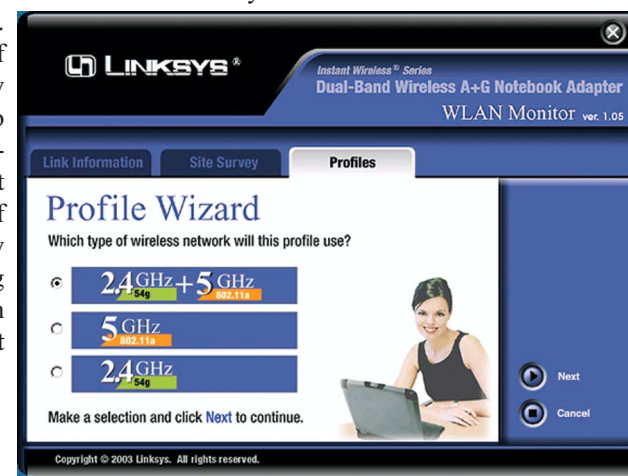 LINKSYS®
Instant Wireless® Series
Dual-Band Wireless A+G Notebook Adapter
WLAN Monitor ver. 1.05
Link Information Site Survey Profiles
Profile Wizard
Which type of wireless network will this profile use?
2.4GHz 54g + 5GHz 802.11a
5GHz 802.11a
2.4GHz 54g
Make a selection and click Next to continue.
Next
Cancel
Copyright © 2003 Linksys. All rights reserved.